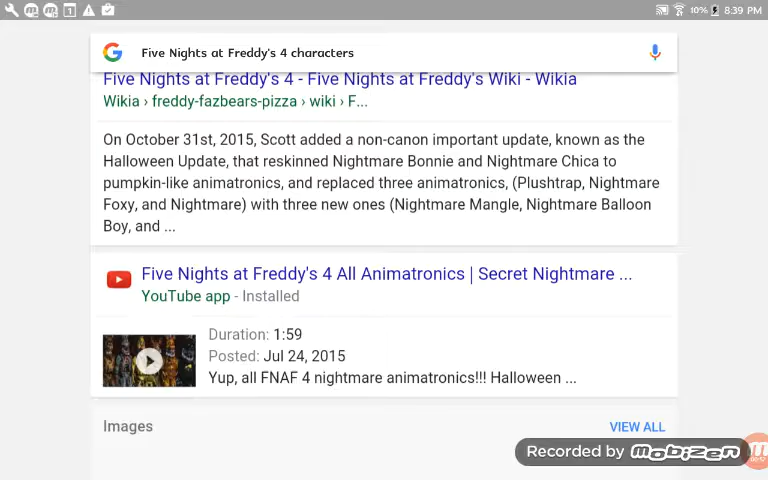 1 10% 8:39 PM
Five Nights at Freddy's 4 characters
Five Nights at Freddy's 4 - Five Nights at Freddy's Wiki - Wikia
Wikia › freddy-fazbears-pizza › wiki › F...
On October 31st, 2015, Scott added a non-canon important update, known as the
Halloween Update, that reskinned Nightmare Bonnie and Nightmare Chica to
pumpkin-like animatronics, and replaced three animatronics, (Plushtrap, Nightmare
Foxy, and Nightmare) with three new ones (Nightmare Mangle, Nightmare Balloon
Boy, and ...
Five Nights at Freddy's 4 All Animatronics | Secret Nightmare ...
YouTube app - Installed
Duration: 1:59
Posted: Jul 24, 2015
Yup, all FNAF 4 nightmare animatronics!!! Halloween ...
Images VIEW ALL
Recorded by mobizen